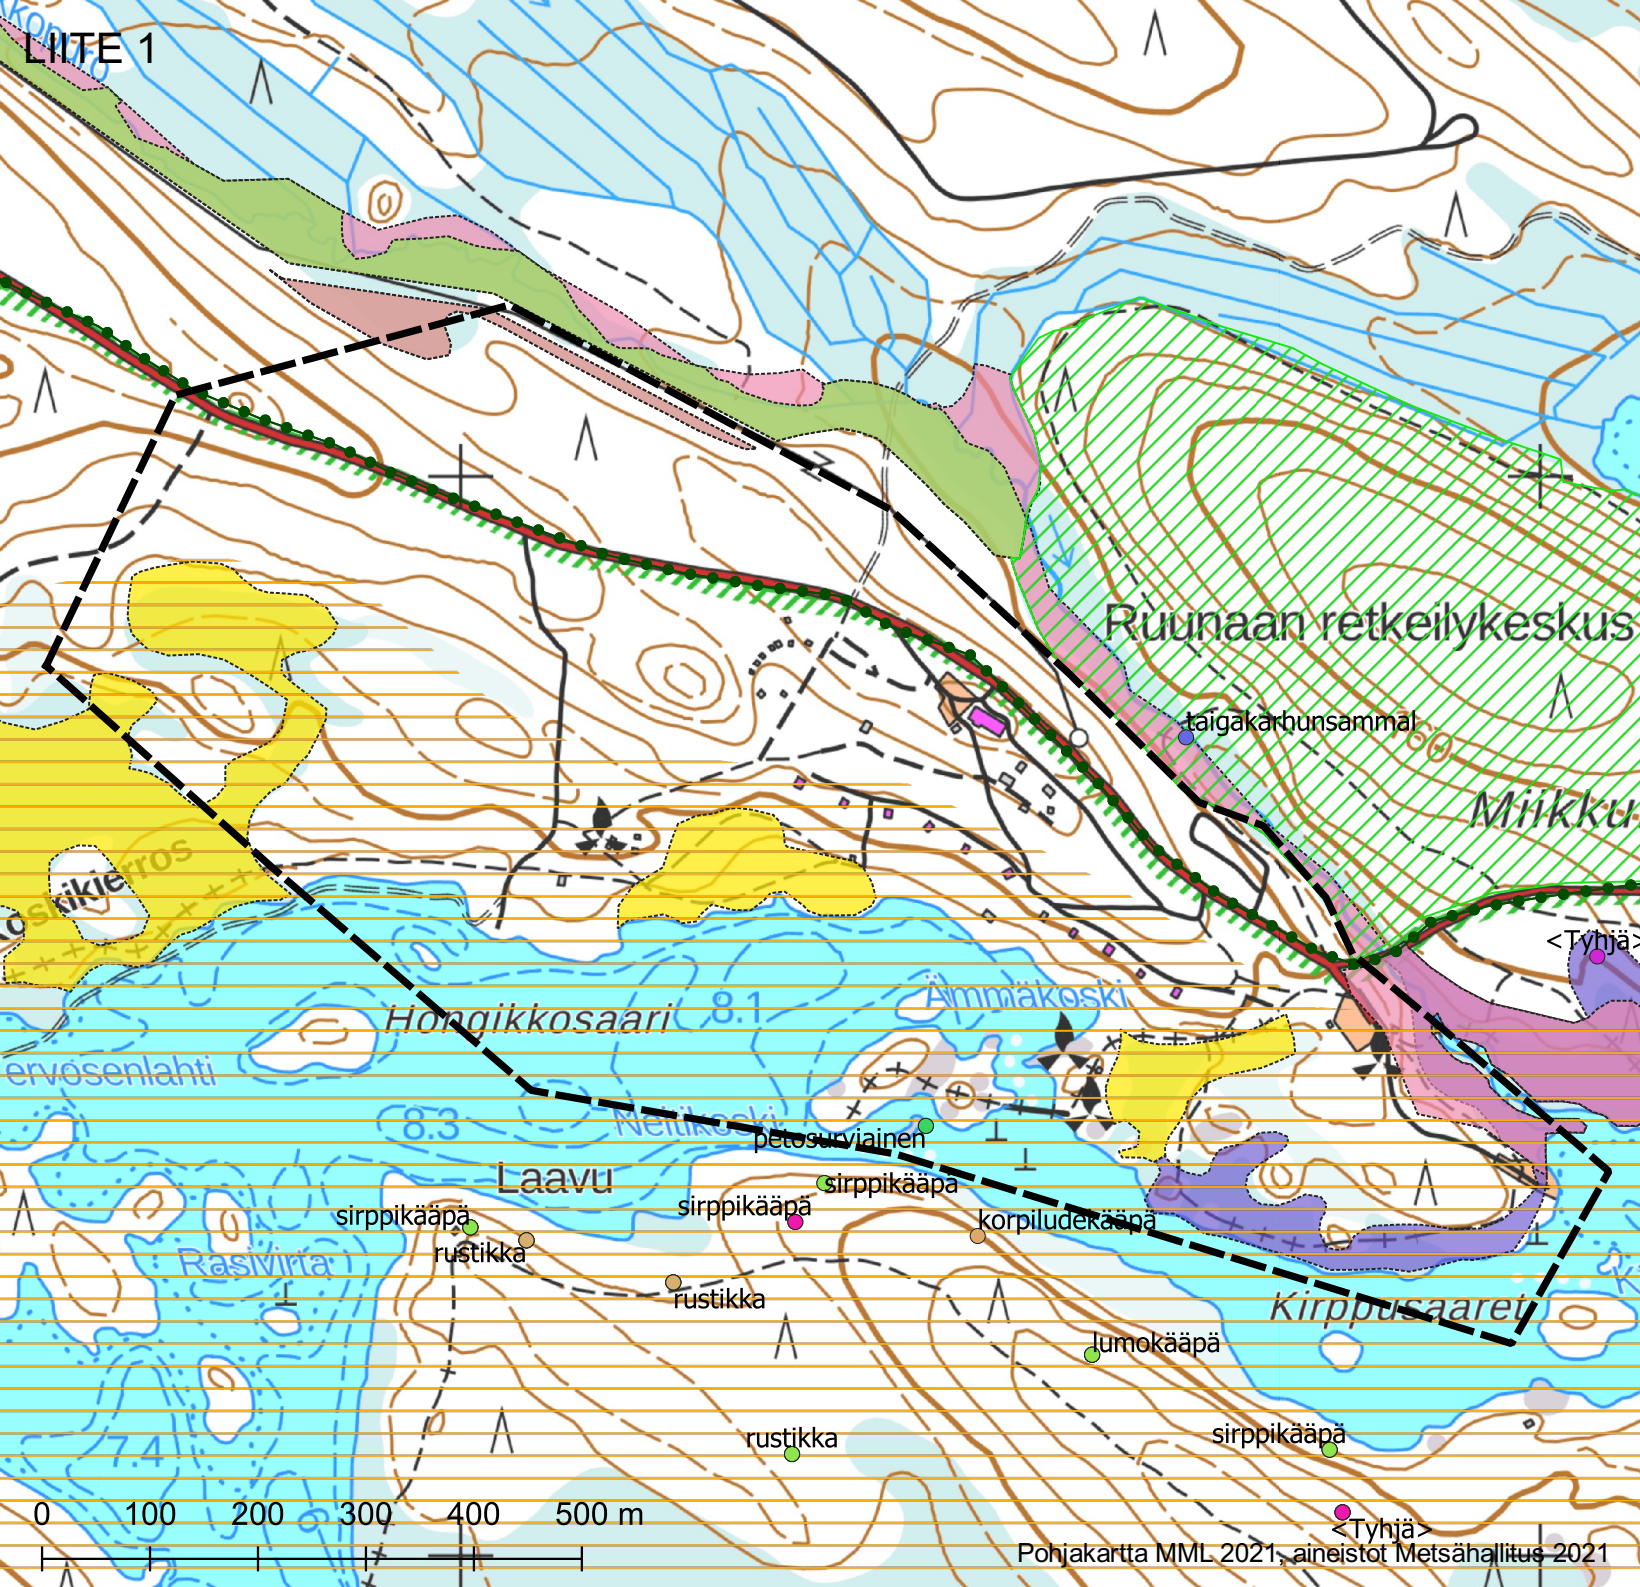 LIITE 1
Ruunaan retkeilykeskus
taigakarhunsammal
60
Miikku
oskikierros
<Tyhjä>
Ämmäkoski
8.1
Hongikkosaari
ervosenlahti
8.3
Neitikoski
petosurviainen
Laavu
sirppikääpä
sirppikääpä
sirppikääpä
korpiludekääpä
rustikka
Rasivirta
rustikka
Kirppusaaret
lumokääpä
sirppikääpä
rustikka
7.4
<Tyhjä>
0 100 200 300 400 500 m
Pohjakartta MML 2021, aineistot Metsähallitus 2021